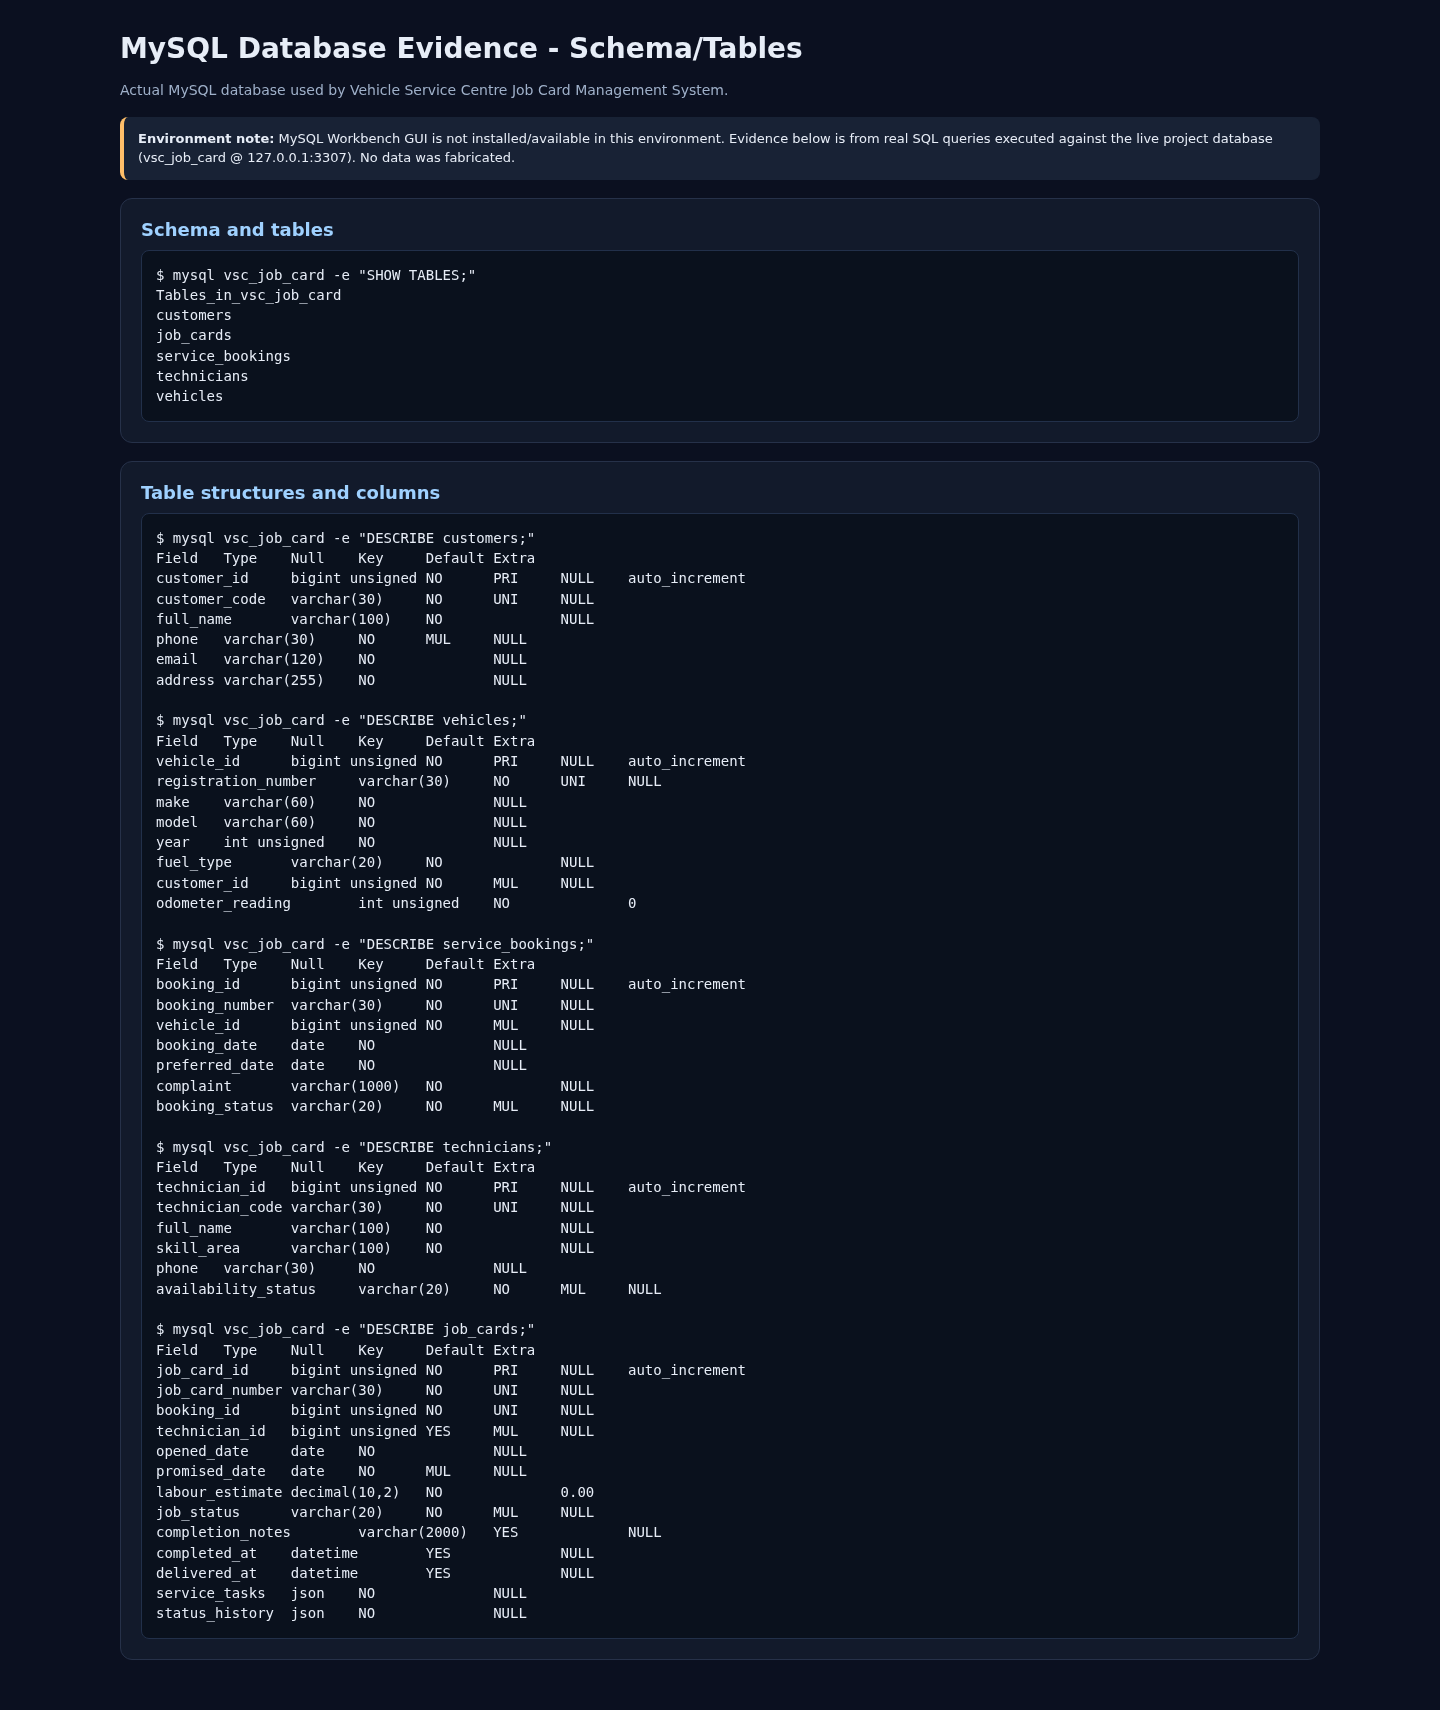 MySQL Database Evidence - Schema/Tables
Actual MySQL database used by Vehicle Service Centre Job Card Management System.
Environment note: MySQL Workbench GUI is not installed/available in this environment. Evidence below is from real SQL queries executed against the live project database
(vsc_job_card @ 127.0.0.1:3307). No data was fabricated.
Schema and tables
$ mysql vsc_job_card -e "SHOW TABLES;"
Tables_in_vsc_job_card
customers
job_cards
service_bookings
technicians
vehicles
Table structures and columns
$ mysql vsc_job_card -e "DESCRIBE customers;"
Field	Type	Null	Key	Default	Extra
customer_id	bigint unsigned	NO	PRI	NULL	auto_increment
customer_code	varchar(30)	NO	UNI	NULL
full_name	varchar(100)	NO		NULL
phone	varchar(30)	NO	MUL	NULL
email	varchar(120)	NO		NULL
address	varchar(255)	NO		NULL
$ mysql vsc_job_card -e "DESCRIBE vehicles;"
Field	Type	Null	Key	Default	Extra
vehicle_id	bigint unsigned	NO	PRI	NULL	auto_increment
registration_number	varchar(30)	NO	UNI	NULL
make	varchar(60)	NO		NULL
model	varchar(60)	NO		NULL
year	int unsigned	NO		NULL
fuel_type	varchar(20)	NO		NULL
customer_id	bigint unsigned	NO	MUL	NULL
odometer_reading	int unsigned	NO		0
$ mysql vsc_job_card -e "DESCRIBE service_bookings;"
Field	Type	Null	Key	Default	Extra
booking_id	bigint unsigned	NO	PRI	NULL	auto_increment
booking_number	varchar(30)	NO	UNI	NULL
vehicle_id	bigint unsigned	NO	MUL	NULL
booking_date	date	NO		NULL
preferred_date	date	NO		NULL
complaint	varchar(1000)	NO		NULL
booking_status	varchar(20)	NO	MUL	NULL
$ mysql vsc_job_card -e "DESCRIBE technicians;"
Field	Type	Null	Key	Default	Extra
technician_id	bigint unsigned	NO	PRI	NULL	auto_increment
technician_code	varchar(30)	NO	UNI	NULL
full_name	varchar(100)	NO		NULL
skill_area	varchar(100)	NO		NULL
phone	varchar(30)	NO		NULL
availability_status	varchar(20)	NO	MUL	NULL
$ mysql vsc_job_card -e "DESCRIBE job_cards;"
Field	Type	Null	Key	Default	Extra
job_card_id	bigint unsigned	NO	PRI	NULL	auto_increment
job_card_number	varchar(30)	NO	UNI	NULL
booking_id	bigint unsigned	NO	UNI	NULL
technician_id	bigint unsigned	YES	MUL	NULL
opened_date	date	NO		NULL
promised_date	date	NO	MUL	NULL
labour_estimate	decimal(10,2)	NO		0.00
job_status	varchar(20)	NO	MUL	NULL
completion_notes	varchar(2000)	YES		NULL
completed_at	datetime	YES		NULL
delivered_at	datetime	YES		NULL
service_tasks	json	NO		NULL
status_history	json	NO		NULL